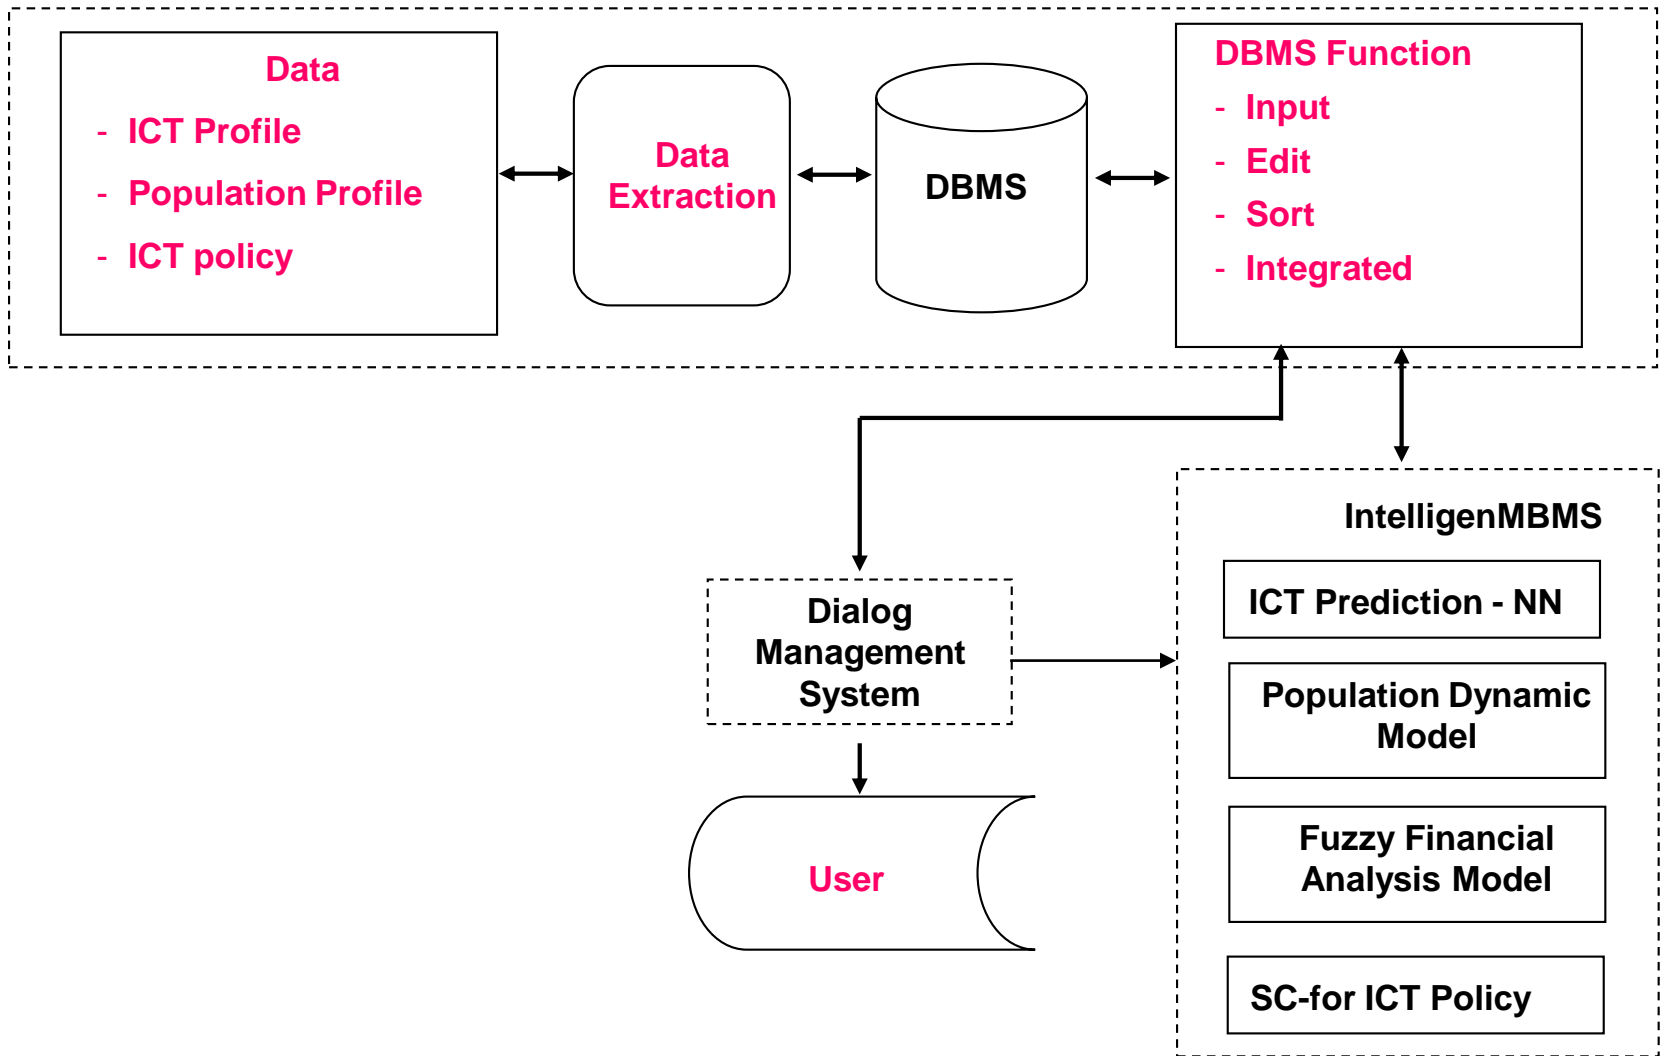 Data
- ICT Profile
- Population Profile
- ICT policy
Data
Extraction
DBMS
DBMS Function
- Input
- Edit
- Sort
- Integrated
IntelligenMBMS
ICT Prediction - NN
Population Dynamic
Model
Fuzzy Financial
Analysis Model
SC-for ICT Policy
Dialog
Management
System
User